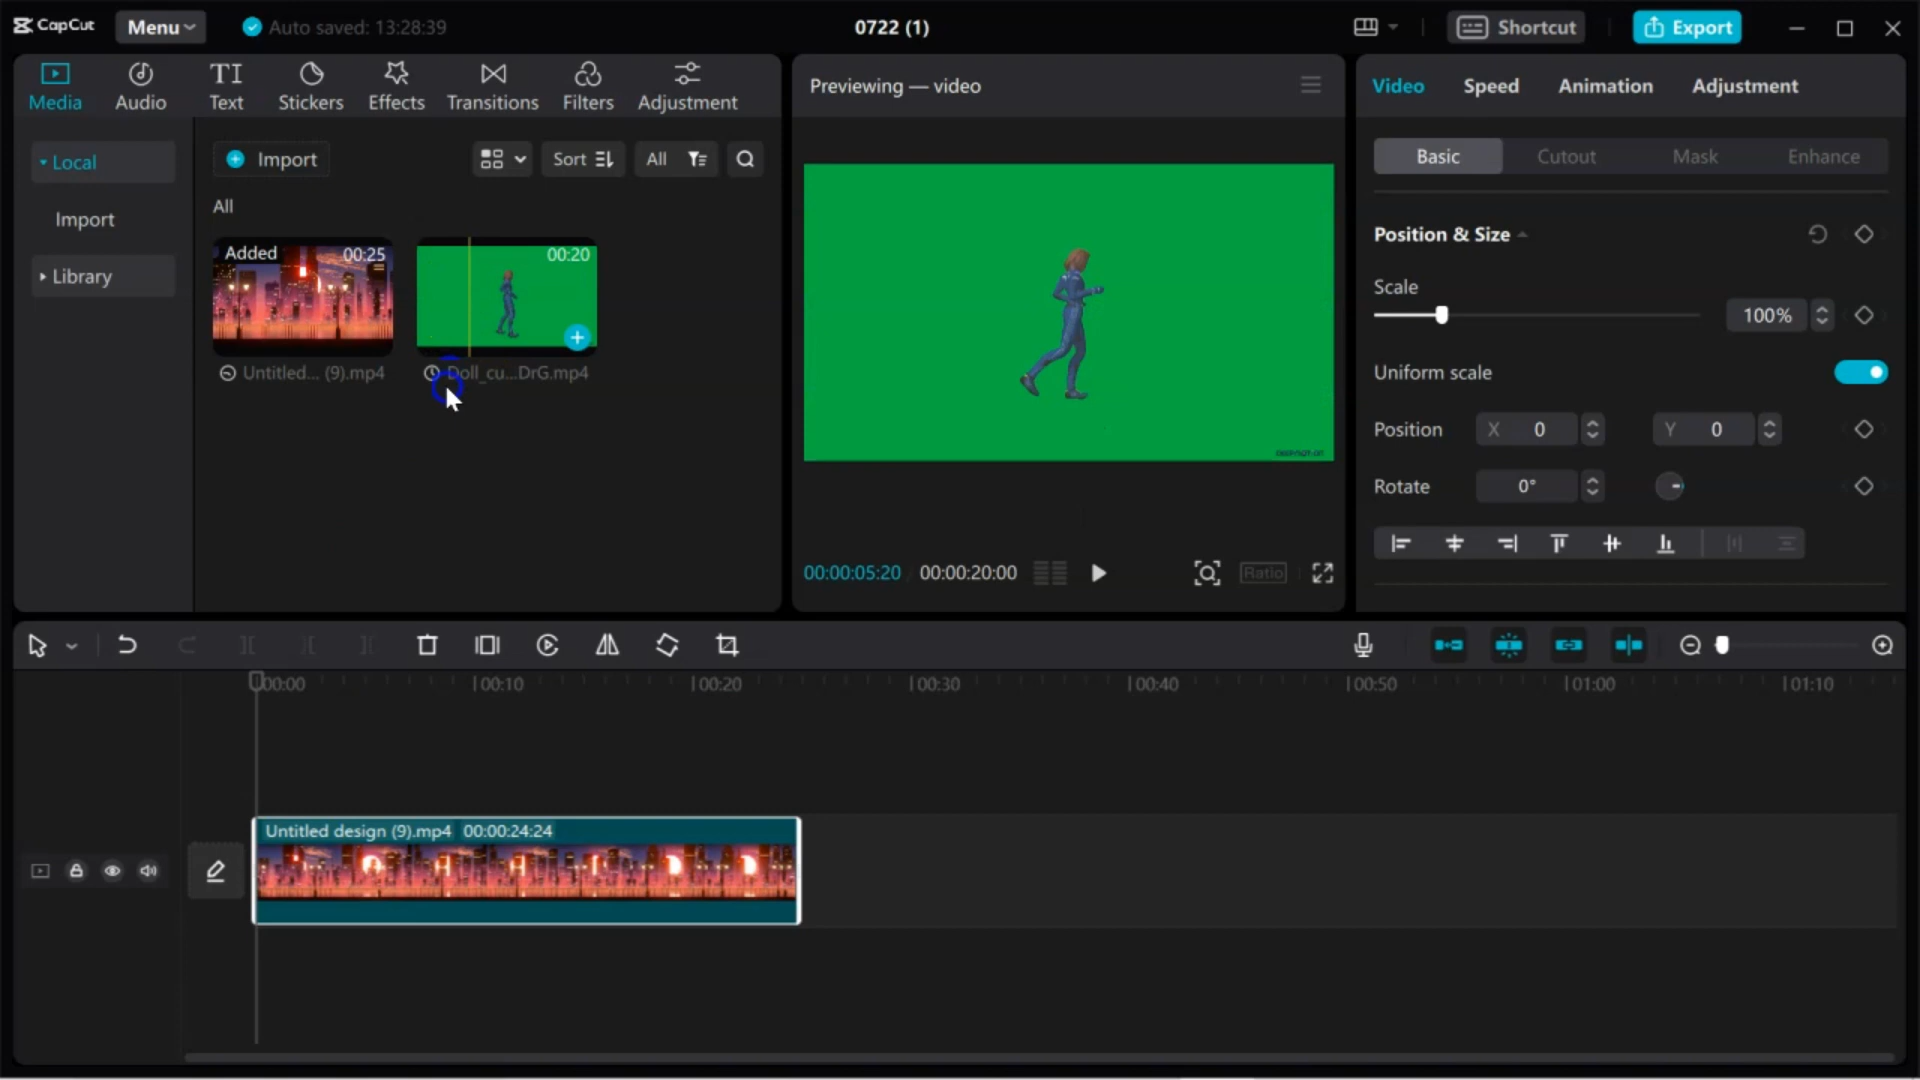 CapCut Menu Auto saved: 13:28:39 0722 (1) Shortcut Export
Media Audio Text Stickers Effects Transitions Filters Adjustment
Previewing — video
Video Speed Animation Adjustment
Local
Import
Library
Import Sort All
All
Added 00:25 00:20
Untitled... (9).mp4 Doll_cu...DrG.mp4
00:00:05:20 00:00:20:00 Ratio
Basic Cutout Mask Enhance
Position & Size
Scale
100%
Uniform scale
Position X 0 Y 0
Rotate 0°
00:00 00:10 00:20 00:30 00:40 00:50 01:00 01:10
Untitled design (9).mp4 00:00:24:24